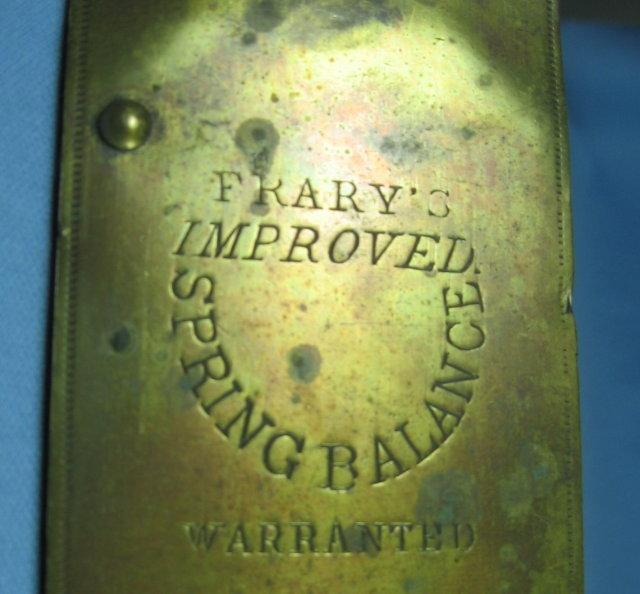 FRARY'S
IMPROVED.
SPRING BALANCE
WARRANTED